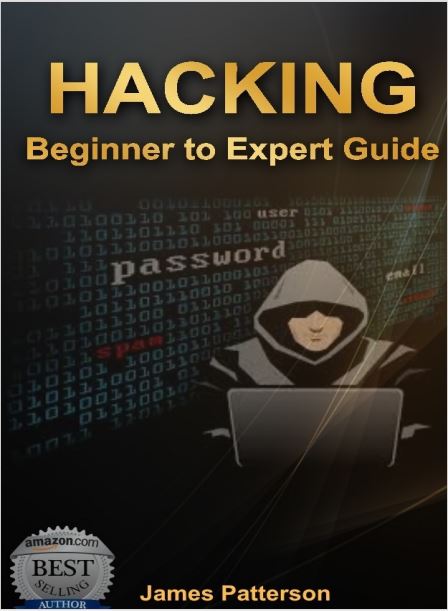 HACKING
Beginner to Expert Guide
user
password
email
spam
amazon.com
BEST
SELLING
AUTHOR
James Patterson